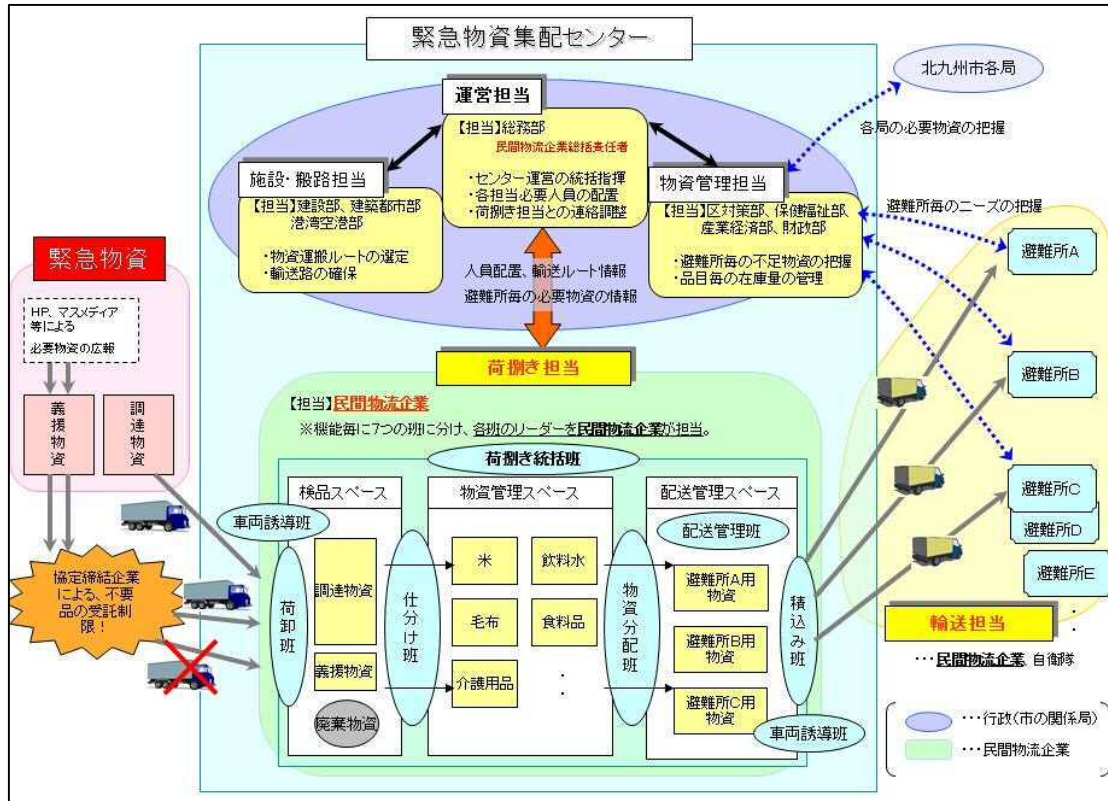 緊急物資集配センター
北九州市各局
各局の必要物資の把握
運営担当
【担当】総務部
民間物流企業総括責任者
・センター運営の統括指揮
・各担当必要人員の配置
・荷捌き担当との連絡調整
施設・搬路担当
【担当】建設部、建築都市部
港湾空港部
・物資運搬ルートの選定
・輸送路の確保
物資管理担当
【担当】区対策部、保健福祉部、
産業経済部、財政部
・避難所毎の不足物資の把握
・品目毎の在庫量の管理
避難所毎のニーズの把握
人員配置、輸送ルート情報
避難所毎の必要物資の情報
緊急物資
HP、マスメディア
等による
必要物資の広報
義援物資
調達物資
協定締結企業
による、不要
品の受託制
限！
荷捌き担当
【担当】民間物流企業
※機能毎に7つの班に分け、各班のリーダーを民間物流企業が担当。
荷捌き統括班
車両誘導班
荷卸班
検品スペース
調達物資
義援物資
廃棄物資
仕分け班
物資管理スペース
米
飲料水
毛布
食料品
介護用品
:
物資分配班
配送管理スペース
配送管理班
避難所A用
物資
避難所B用
物資
避難所C用
物資
積込み班
車両誘導班
避難所A
避難所B
避難所C
避難所D
避難所E
:
輸送担当
・・・民間物流企業、自衛隊
・・・行政（市の関係局）
・・・民間物流企業